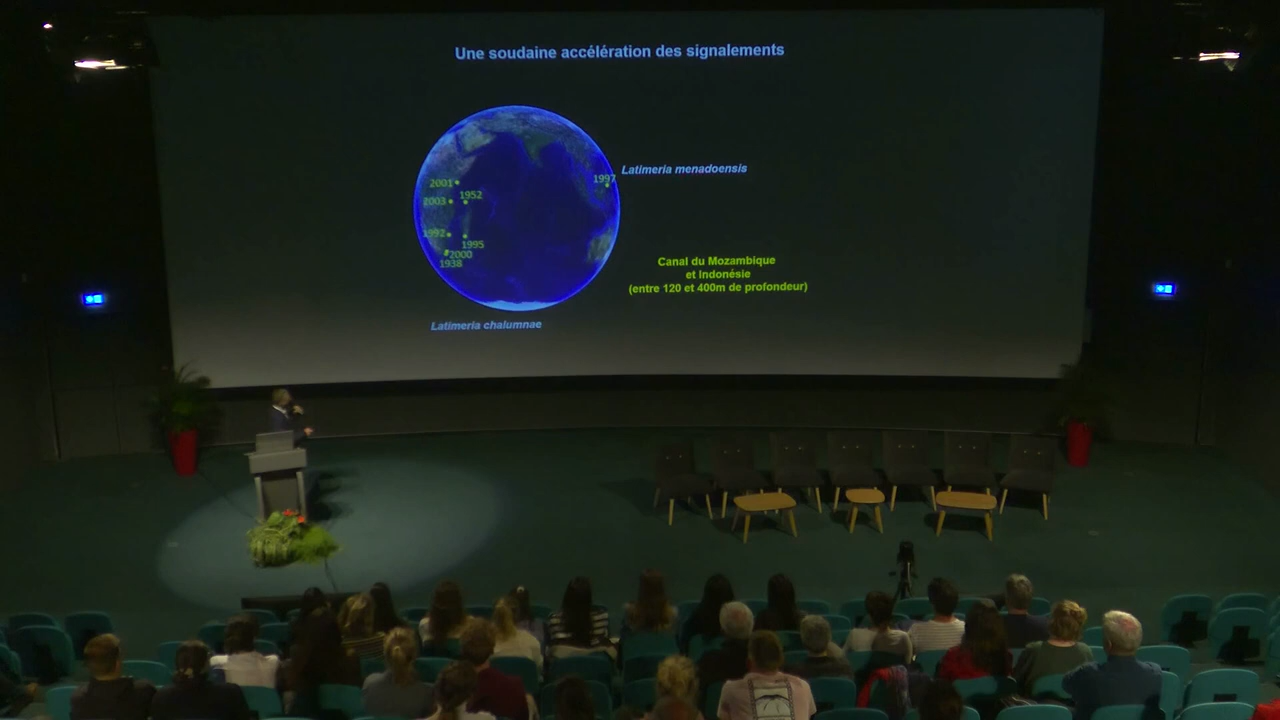 Une soudaine accélération des signalements
Latimeria menadoensis
1997
2001
1952
2003
1992
1995
2000
1938
Canal du Mozambique
et Indonésie
(entre 120 et 400m de profondeur)
Latimeria chalumnae